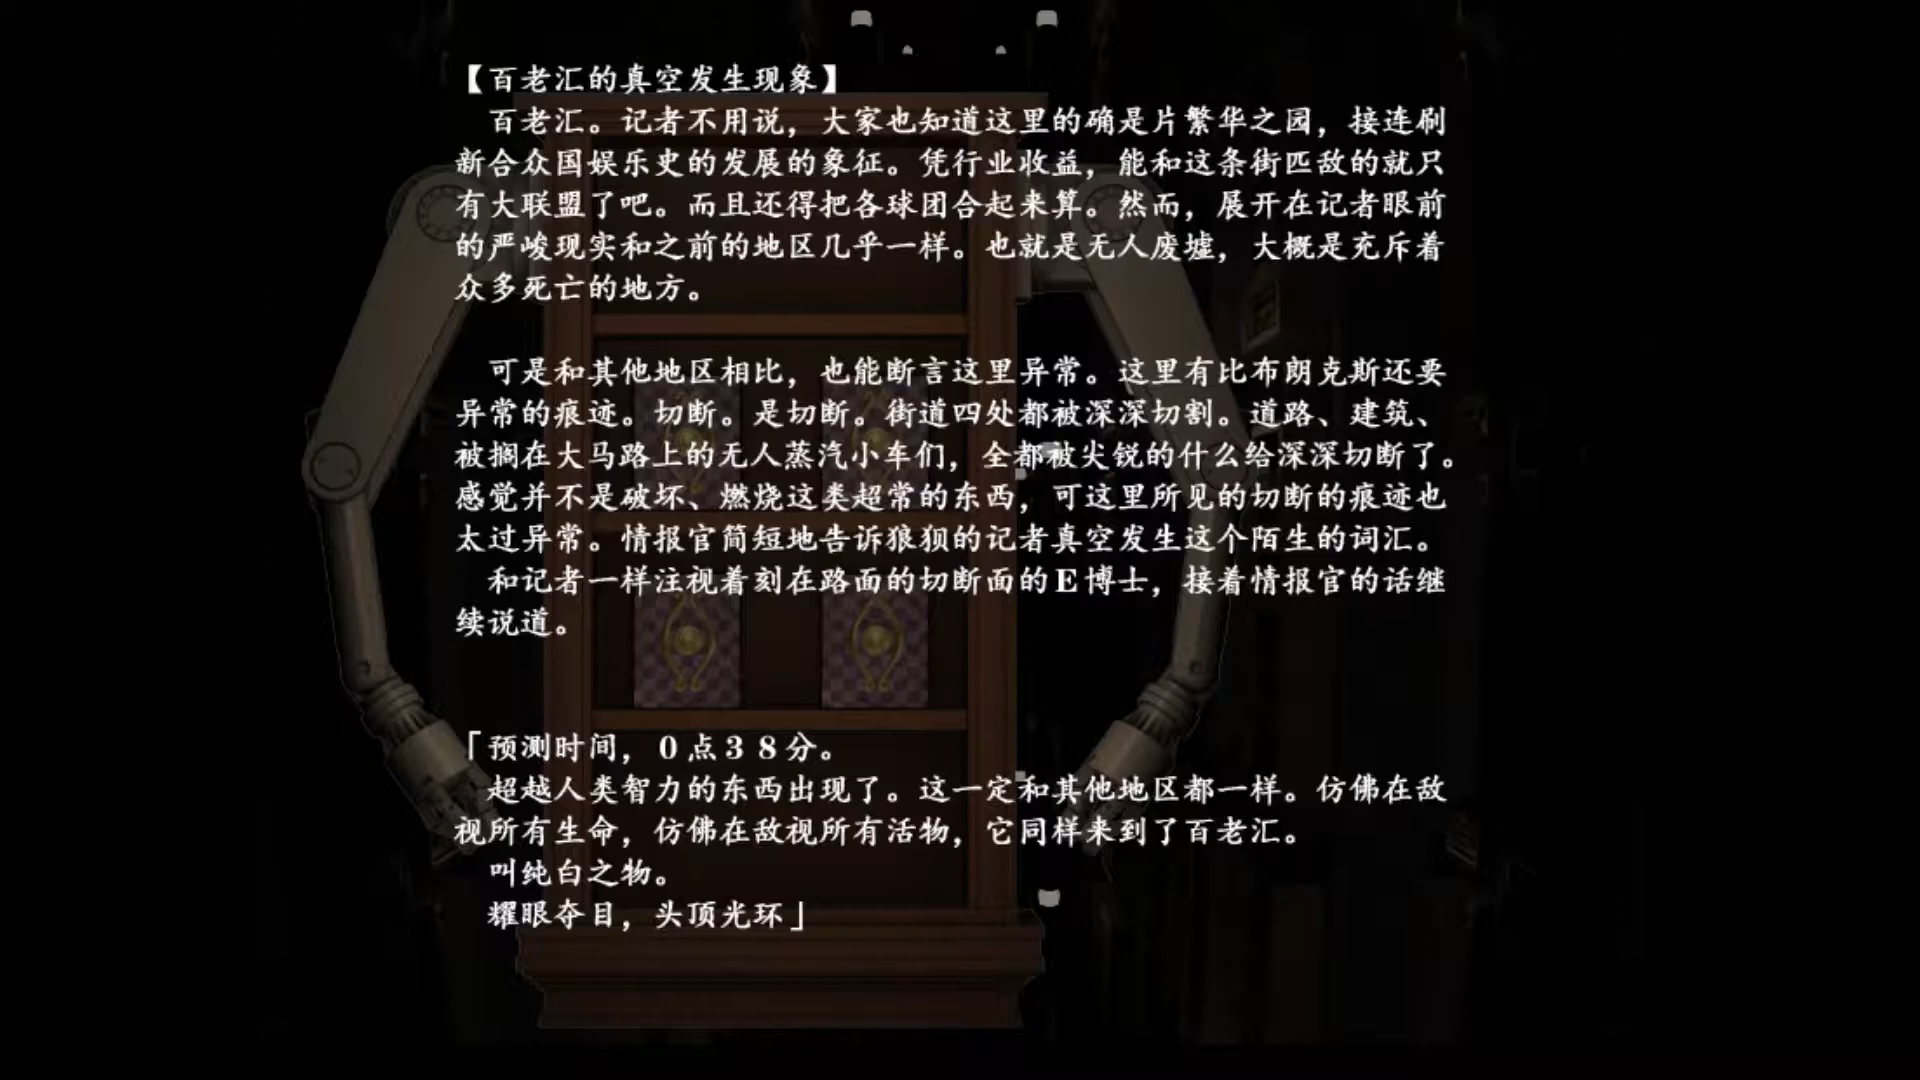 【百老汇的真空发生现象】
百老汇。记者不用说，大家也知道这里的确是片繁华之园，接连刷
新合众国娱乐史的发展的象征。凭行业收益，能和这条街匹敌的就只
有大联盟了吧。而且还得把各球团合起来算。然而，展开在记者眼前
的严峻现实和之前的地区几乎一样。也就是无人废墟，大概是充斥着
众多死亡的地方。
可是和其他地区相比，也能断言这里异常。这里有比布朗克斯还要
异常的痕迹。切断。是切断。街道四处都被深深切割。道路、建筑、
被搁在大马路上的无人蒸汽小车们，全都被尖锐的什么给深深切断了。
感觉并不是破坏、燃烧这类超常的东西，可这里所见的切断的痕迹也
太过异常。情报官简短地告诉狼狈的记者真空发生这个陌生的词汇。
和记者一样注视着刻在路面的切断面的E博士，接着情报官的话继
续说道。
「预测时间，０点３８分。
超越人类智力的东西出现了。这一定和其他地区都一样。仿佛在敌
视所有生命，仿佛在敌视所有活物，它同样来到了百老汇。
叫纯白之物。
耀眼夺目，头顶光环」